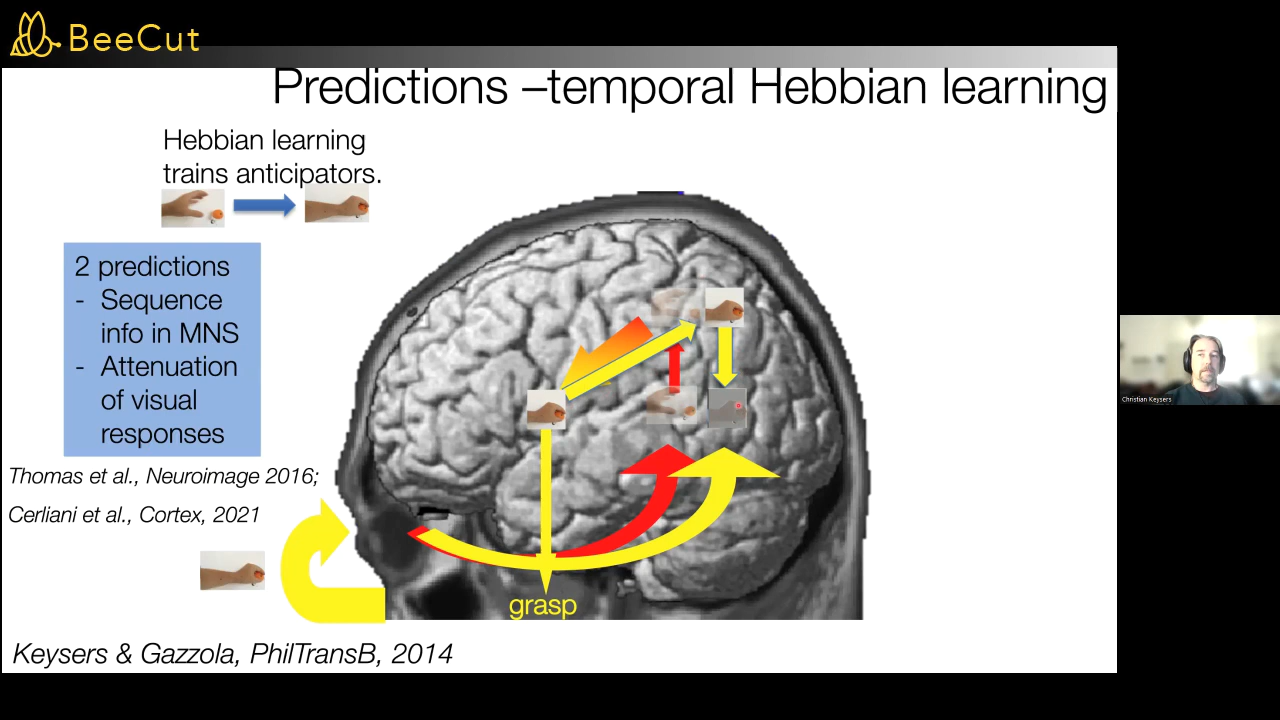 BeeCut
Predictions –temporal Hebbian learning
Hebbian learning
trains anticipators.
2 predictions
- Sequence
info in MNS
- Attenuation
of visual
responses
Thomas et al., Neuroimage 2016;
Cerliani et al., Cortex, 2021
grasp
Keysers & Gazzola, PhilTransB, 2014
Christian Keysers